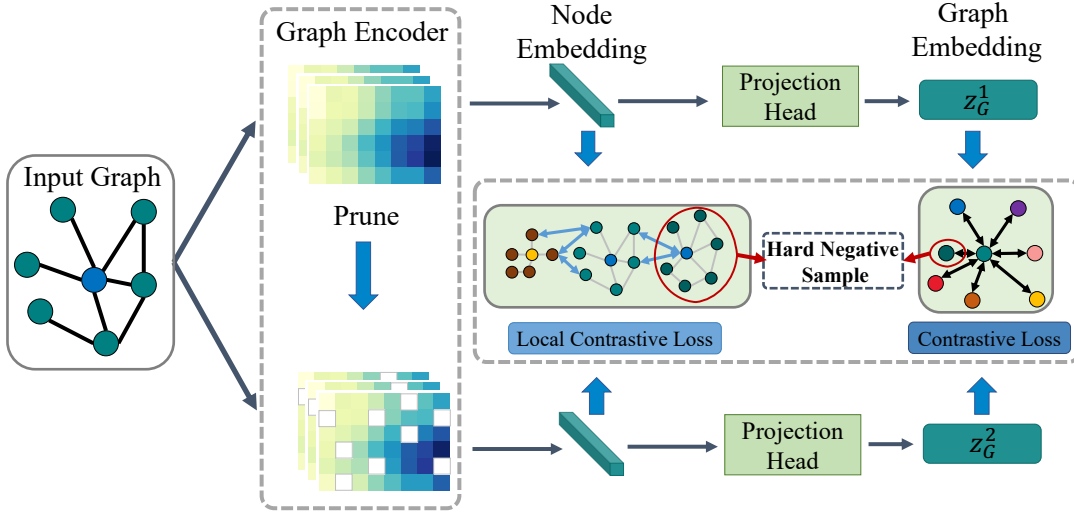 Graph Encoder
Node
Embedding
Graph
Embedding
Projection
Head
z_G^1
Input Graph
Prune
Hard Negative
Sample
Local Contrastive Loss
Contrastive Loss
Projection
Head
z_G^2